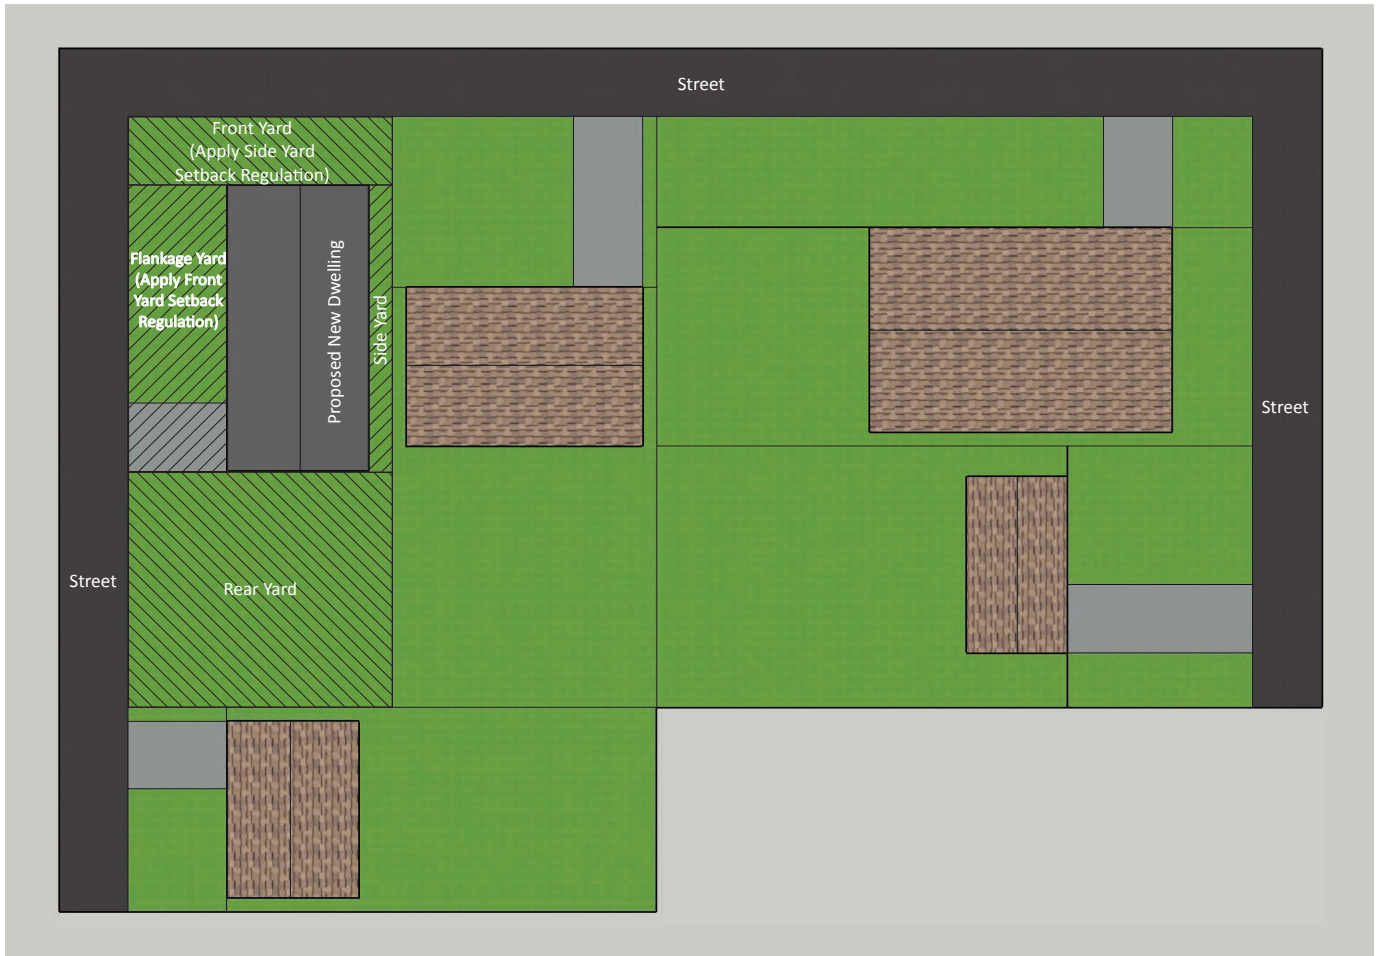 Street
Front Yard
(Apply Side Yard
Setback Regulation)
Flankage Yard
(Apply Front
Yard Setback
Regulation)
Proposed New Dwelling
Side Yard
Street
Street
Rear Yard